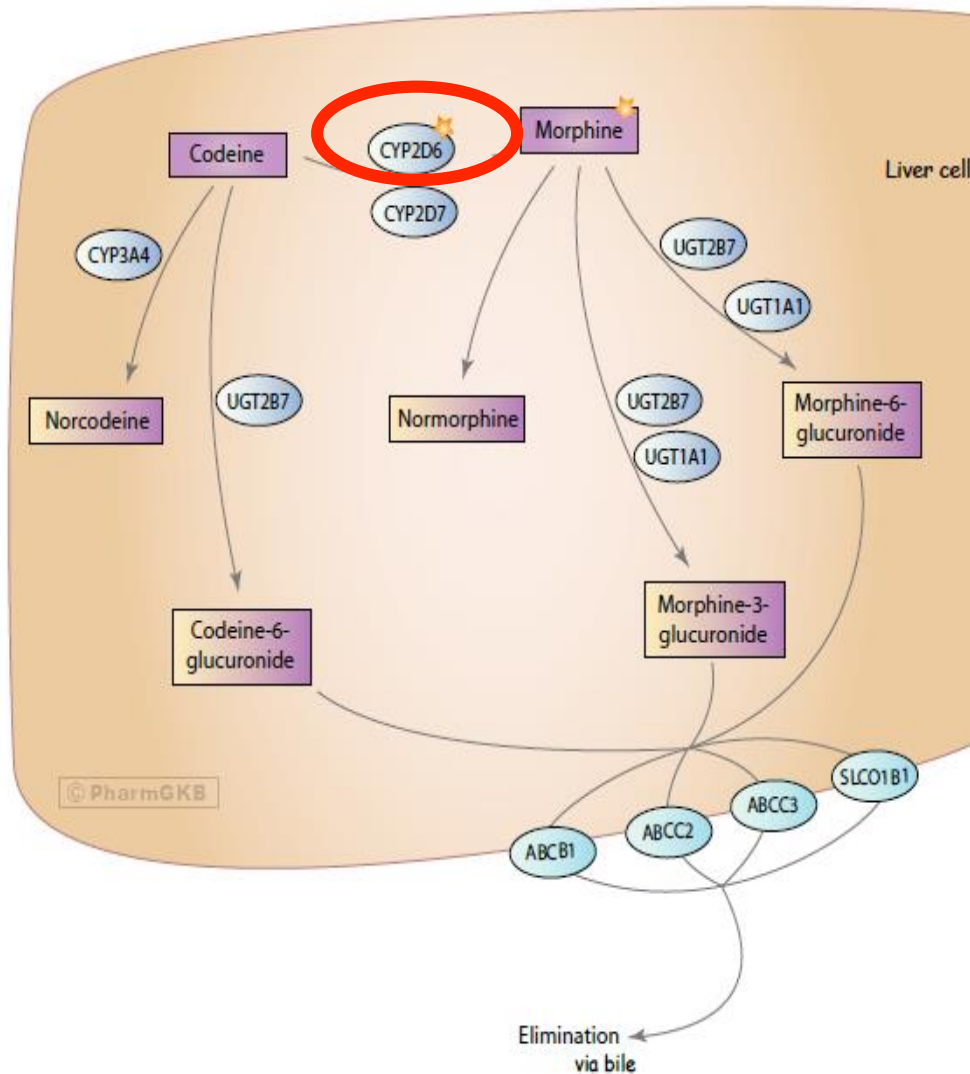 CYP2D6
Morphine
Codeine
Liver cell
CYP2D7
CYP3A4
UGT2B7
UGT1A1
Norcodeine
UGT2B7
Normorphine
UGT2B7
UGT1A1
Morphine-6-
glucuronide
Codeine-6-
glucuronide
Morphine-3-
glucuronide
© PharmGKB
ABCB1
ABCC2
ABCC3
SLCO1B1
Elimination
via bile